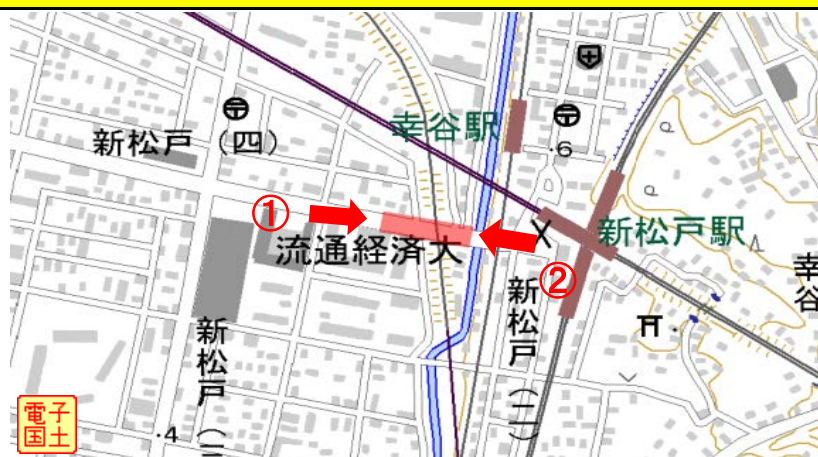 幸谷駅
新松戸(四)
・6
①
流通経済大
新松戸駅
②
幸谷
新松戸(二)
新松戸(三
・4
電子
国土